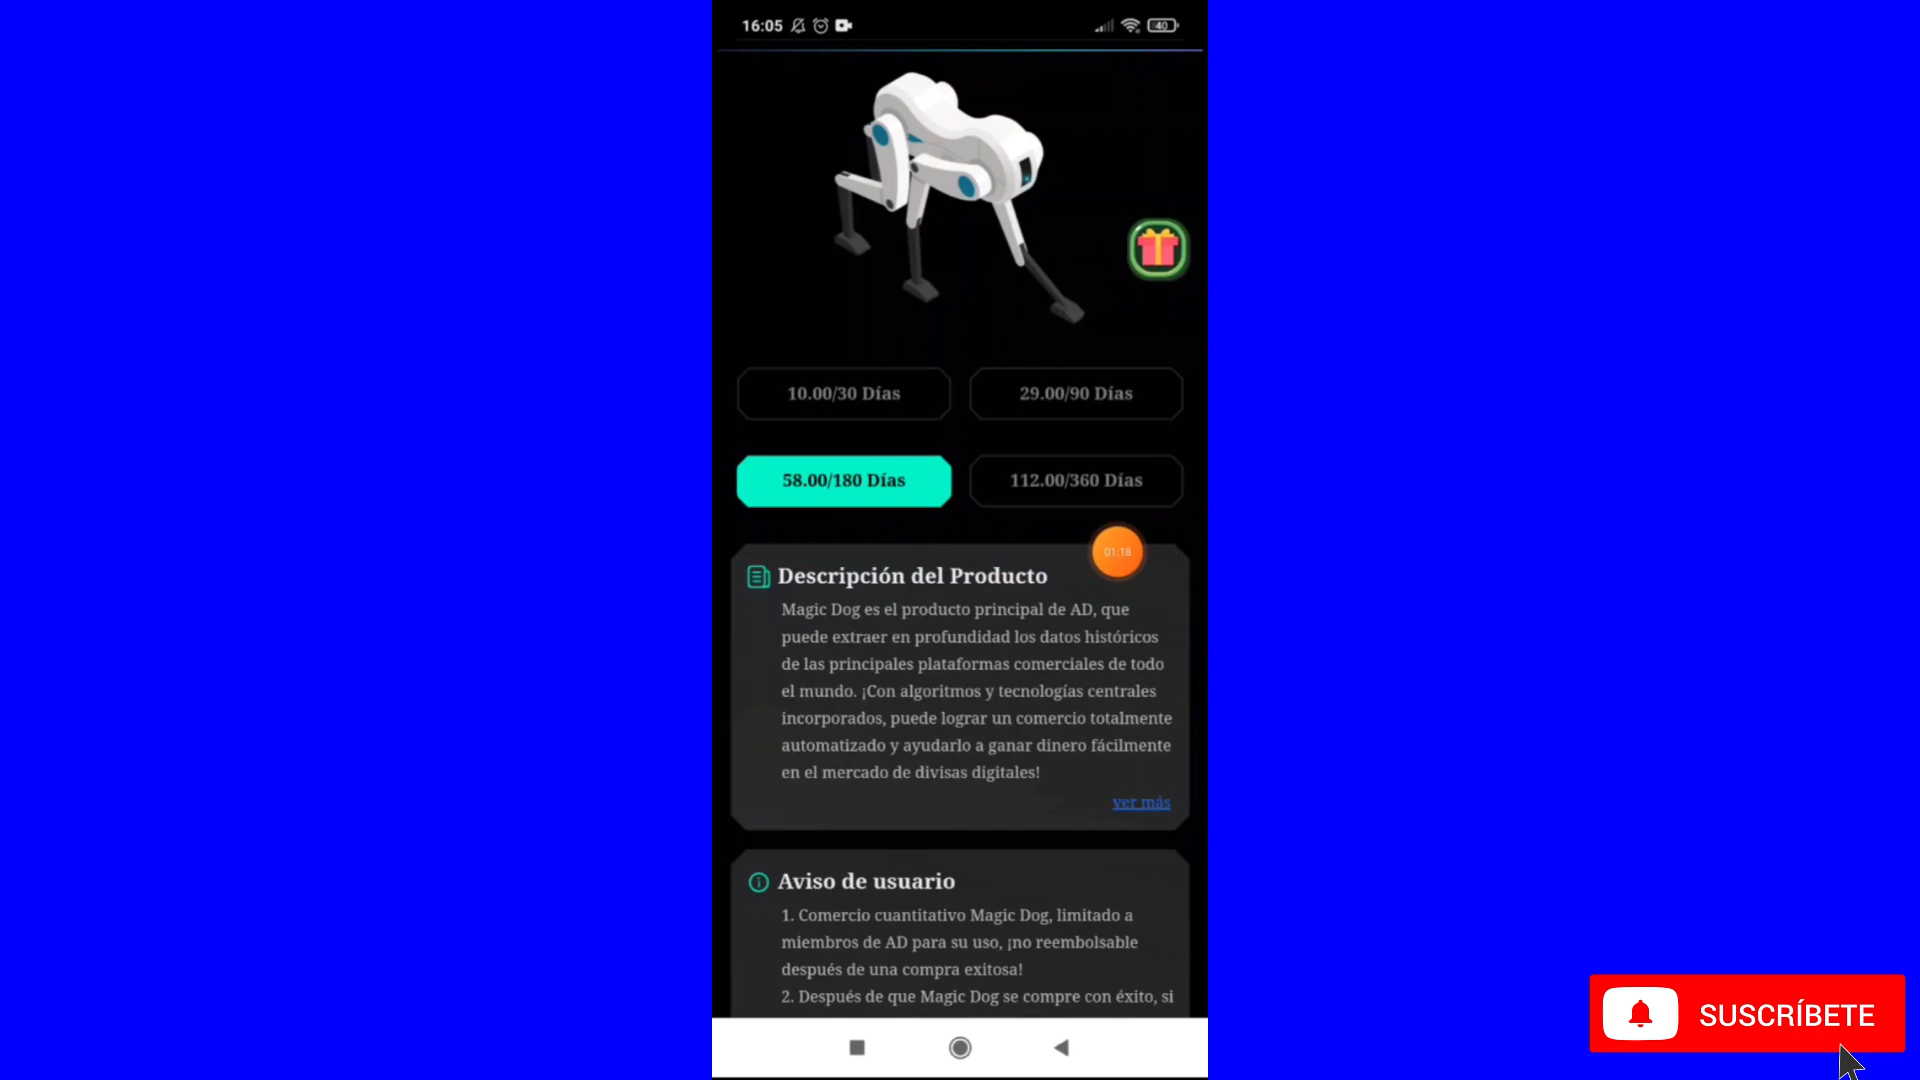 16:05
40
10.00/30 Días
29.00/90 Días
58.00/180 Días
112.00/360 Días
01:18
Descripción del Producto
Magic Dog es el producto principal de AD, que
puede extraer en profundidad los datos históricos
de las principales plataformas comerciales de todo
el mundo. ¡Con algoritmos y tecnologías centrales
incorporados, puede lograr un comercio totalmente
automatizado y ayudarlo a ganar dinero fácilmente
en el mercado de divisas digitales!
ver más
Aviso de usuario
1. Comercio cuantitativo Magic Dog, limitado a
miembros de AD para su uso, ¡no reembolsable
después de una compra exitosa!
2. Después de que Magic Dog se compre con éxito, si
SUSCRÍBETE